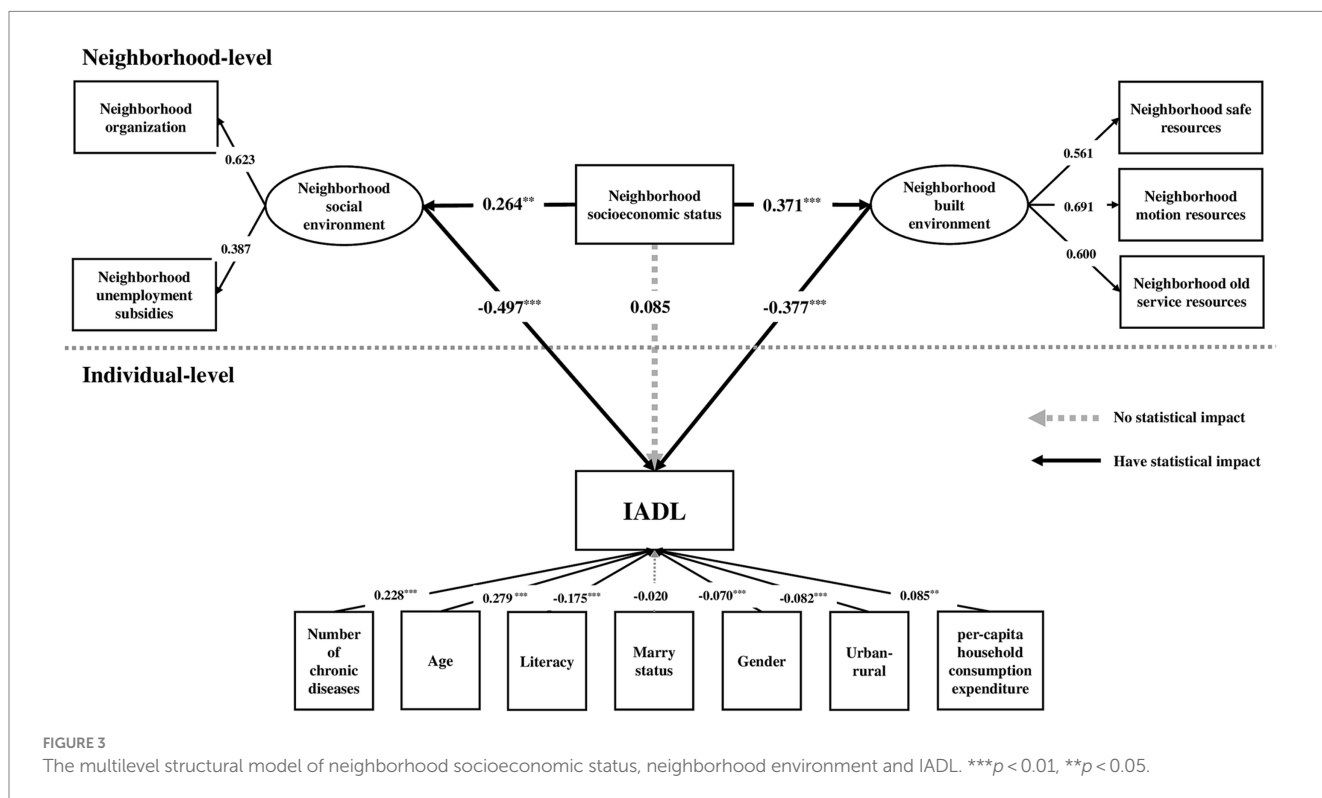 Neighborhood-level
Neighborhood
organization
0.623
0.387
Neighborhood
unemployment
subsidies
Neighborhood
social
environment
0.264**
Neighborhood
socioeconomic status
0.371***
Neighborhood
built
environment
0.561
0.691
0.600
Neighborhood safe
resources
Neighborhood
motion resources
Neighborhood old
service resources
-0.497***
0.085
-0.377***
Individual-level
No statistical impact
Have statistical impact
IADL
0.228***
0.279***
-0.175***
-0.020
-0.070***
-0.082***
0.085**
Number
of
chronic
diseases
Age
Literacy
Marry
status
Gender
Urban-
rural
per-capita
household
consumption
expenditure
FIGURE 3
The multilevel structural model of neighborhood socioeconomic status, neighborhood environment and IADL. ***p < 0.01, **p < 0.05.